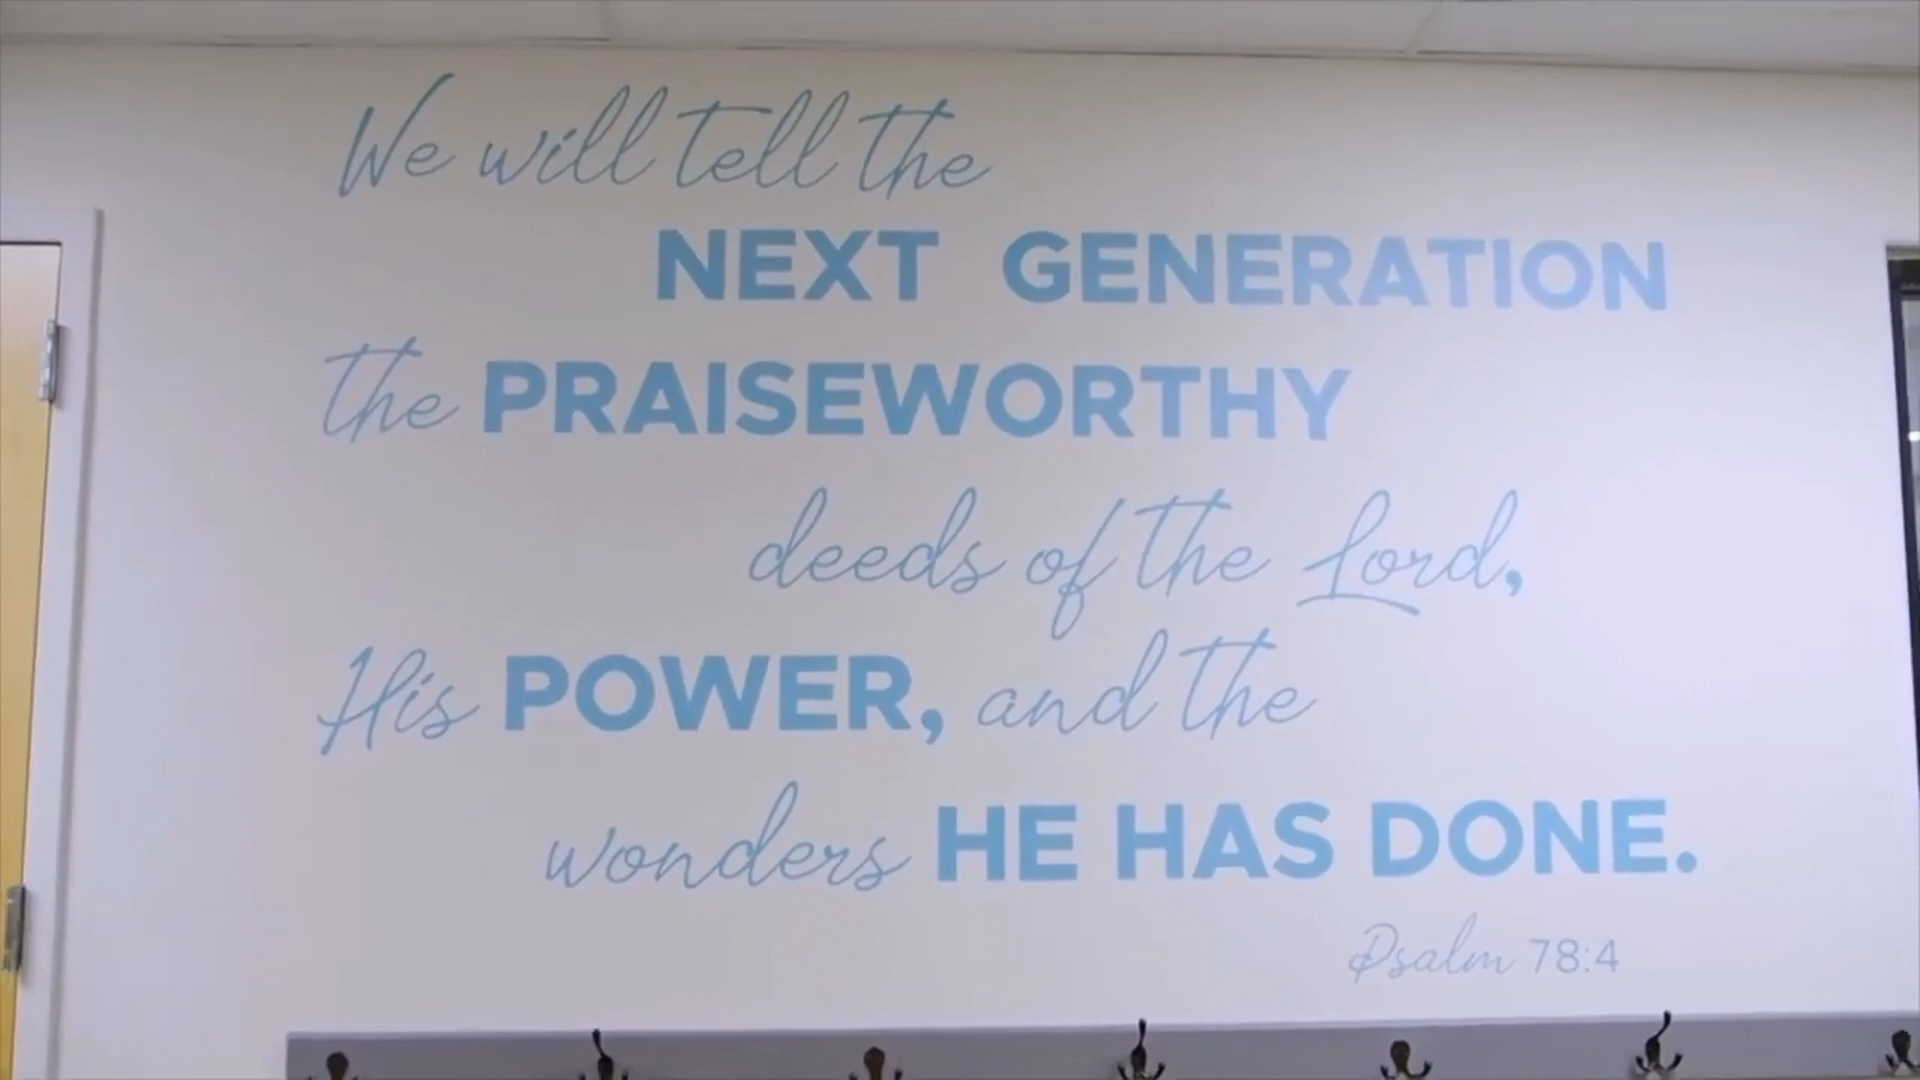 We will tell the
NEXT GENERATION
the PRAISEWORTHY
deeds of the Lord,
His POWER, and the
wonders HE HAS DONE.
Psalm 78:4